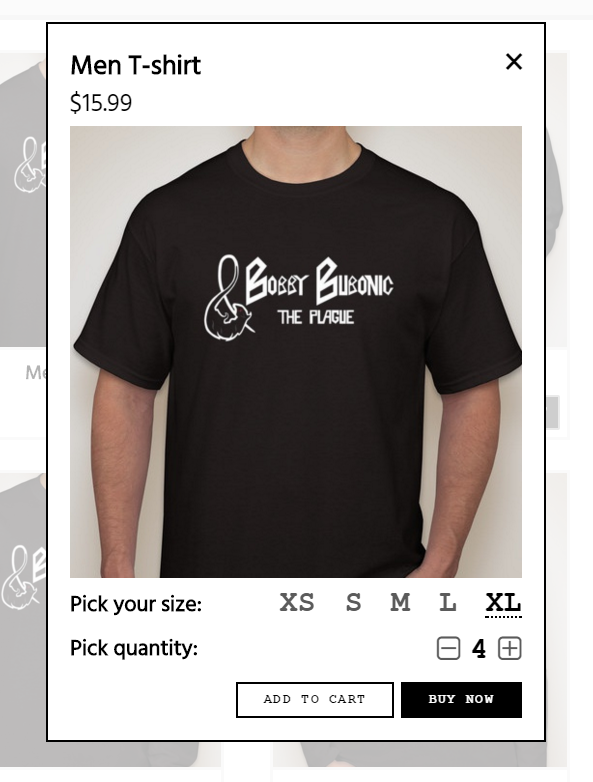 Men T-shirt
$15.99
BOBBY BUBONIC
THE PLAGUE
Me
Pick your size: XS S M L XL
Pick quantity: 4
ADD TO CART BUY NOW